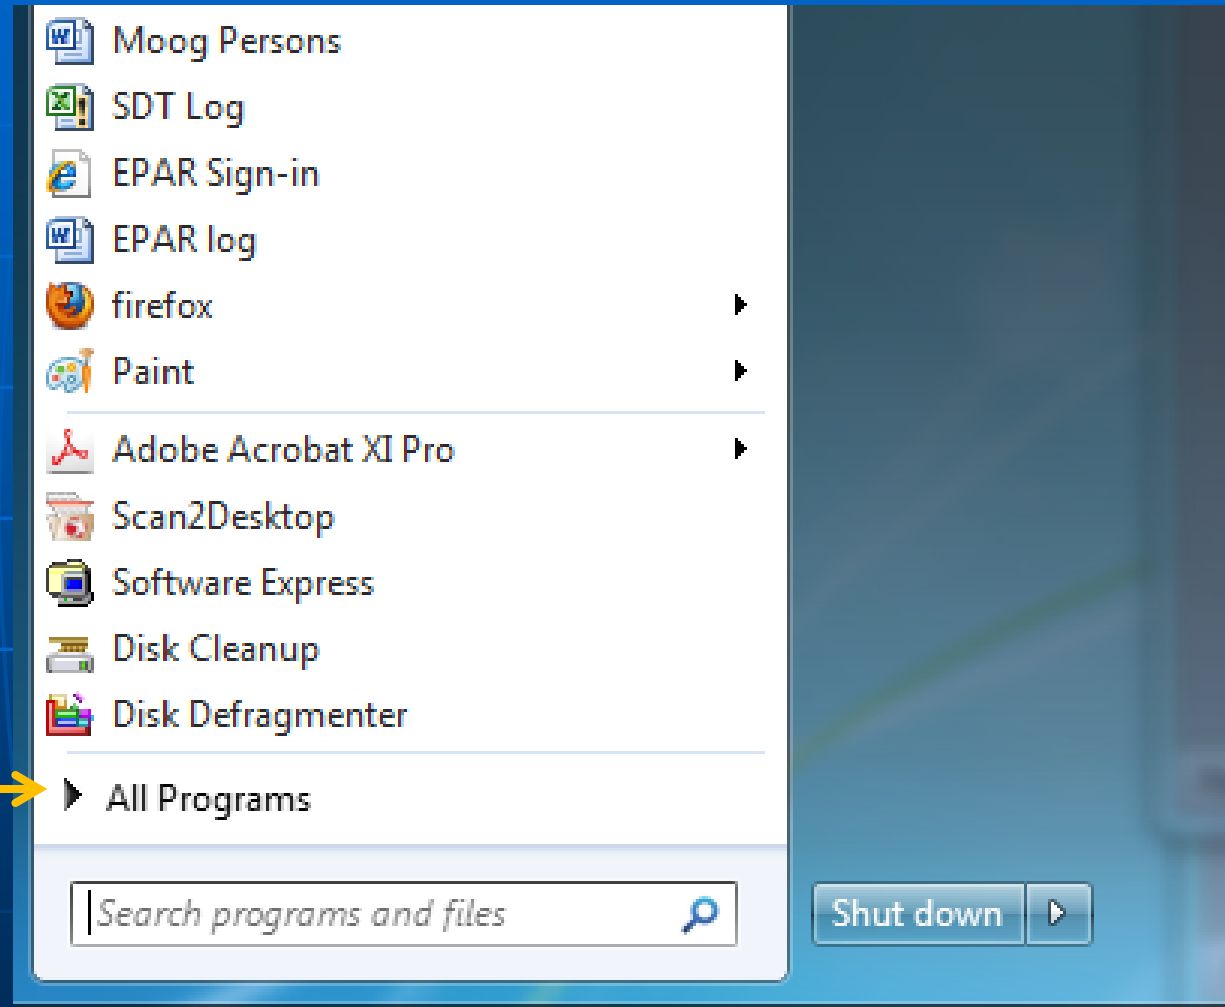 Moog Persons
SDT Log
EPAR Sign-in
EPAR log
firefox
Paint
Adobe Acrobat XI Pro
Scan2Desktop
Software Express
Disk Cleanup
Disk Defragmenter
All Programs
Search programs and files
Shut down